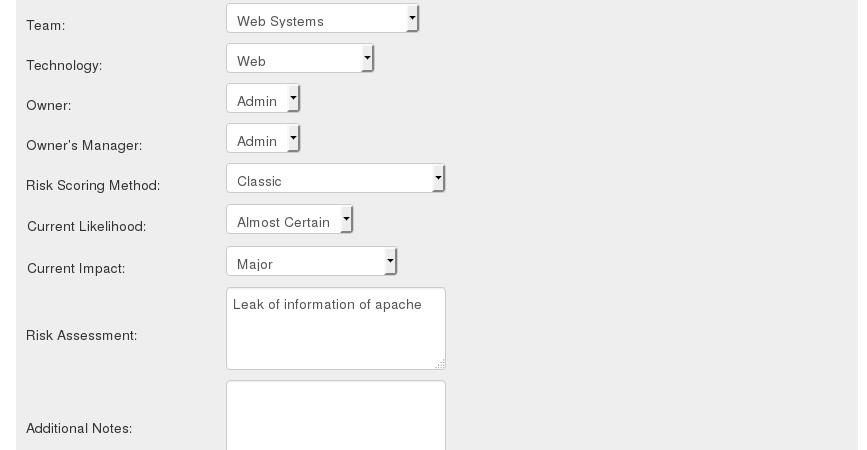 Team: Web Systems
Technology: Web
Owner: Admin
Owner's Manager: Admin
Risk Scoring Method: Classic
Current Likelihood: Almost Certain
Current Impact: Major
Risk Assessment: Leak of information of apache
Additional Notes: